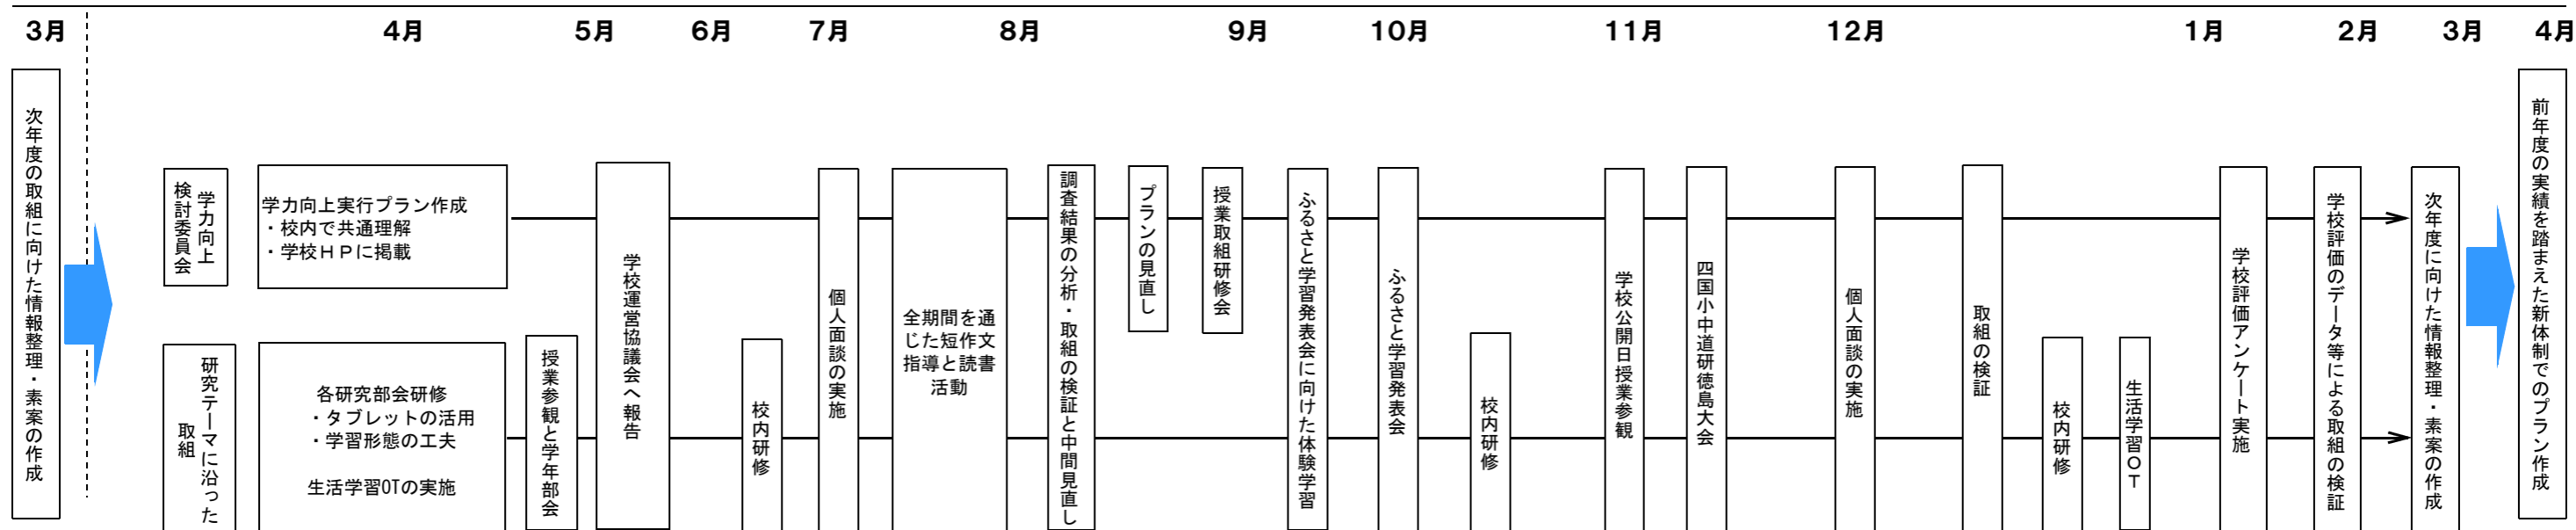 3月 4月 5月 6月 7月 8月 9月 10月 11月 12月 1月 2月 3月 4月
次年度の取組に向けた情報整理・素案の作成
学力向上
検討委員会
学力向上実行プラン作成
・校内で共通理解
・学校ＨＰに掲載
研究テーマに沿った
取組
各研究部会研修
・タブレットの活用
・学習形態の工夫
生活学習OTの実施
授業参観と学年部会
学校運営協議会へ報告
校内研修
個人面談の実施
全期間を通
じた短作文
指導と読書
活動
調査結果の分析・取組の検証と中間見直し
プランの見直し
授業取組研修会
ふるさと学習発表会に向けた体験学習
ふるさと学習発表会
校内研修
学校公開日授業参観
四国小中道研徳島大会
個人面談の実施
取組の検証
校内研修
生活学習ＯＴ
学校評価アンケート実施
学校評価のデータ等による取組の検証
次年度に向けた情報整理・素案の作成
前年度の実績を踏まえた新体制でのプラン作成